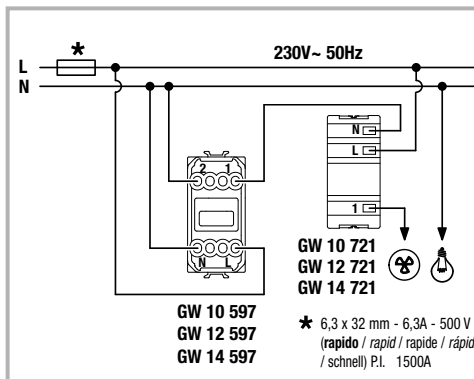 *
230V~ 50Hz
L
N
2 1
N
L
1
N L
GW 10 721
GW 12 721
GW 14 721
GW 10 597
GW 12 597
GW 14 597
* 6,3 x 32 mm - 6,3A - 500 V
(rapido / rapid / rapide / rápid
/ schnell) P.I. 1500A